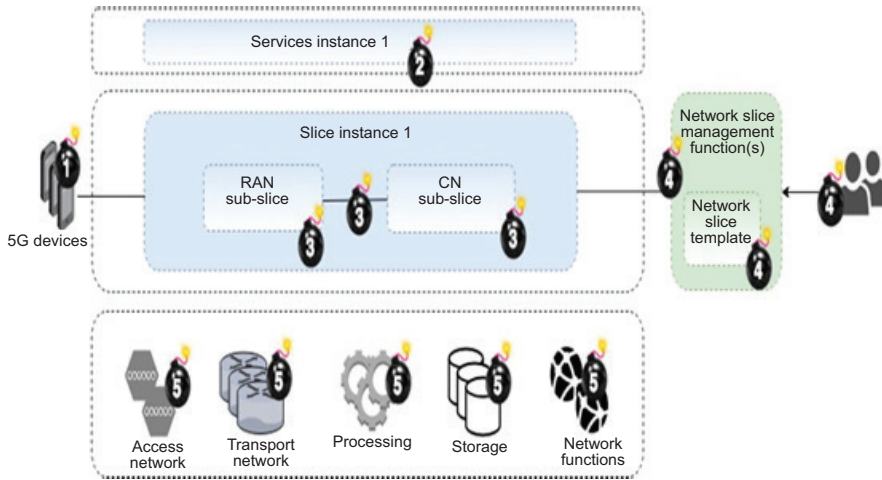 Services instance 1
2
Slice instance 1
RAN
sub-slice
3
CN
sub-slice
3
3
1
5G devices
Network slice
management
function(s)
4
4
Network
slice
template
4
5
Access
network
5
Transport
network
5
Processing
5
Storage
5
Network
functions